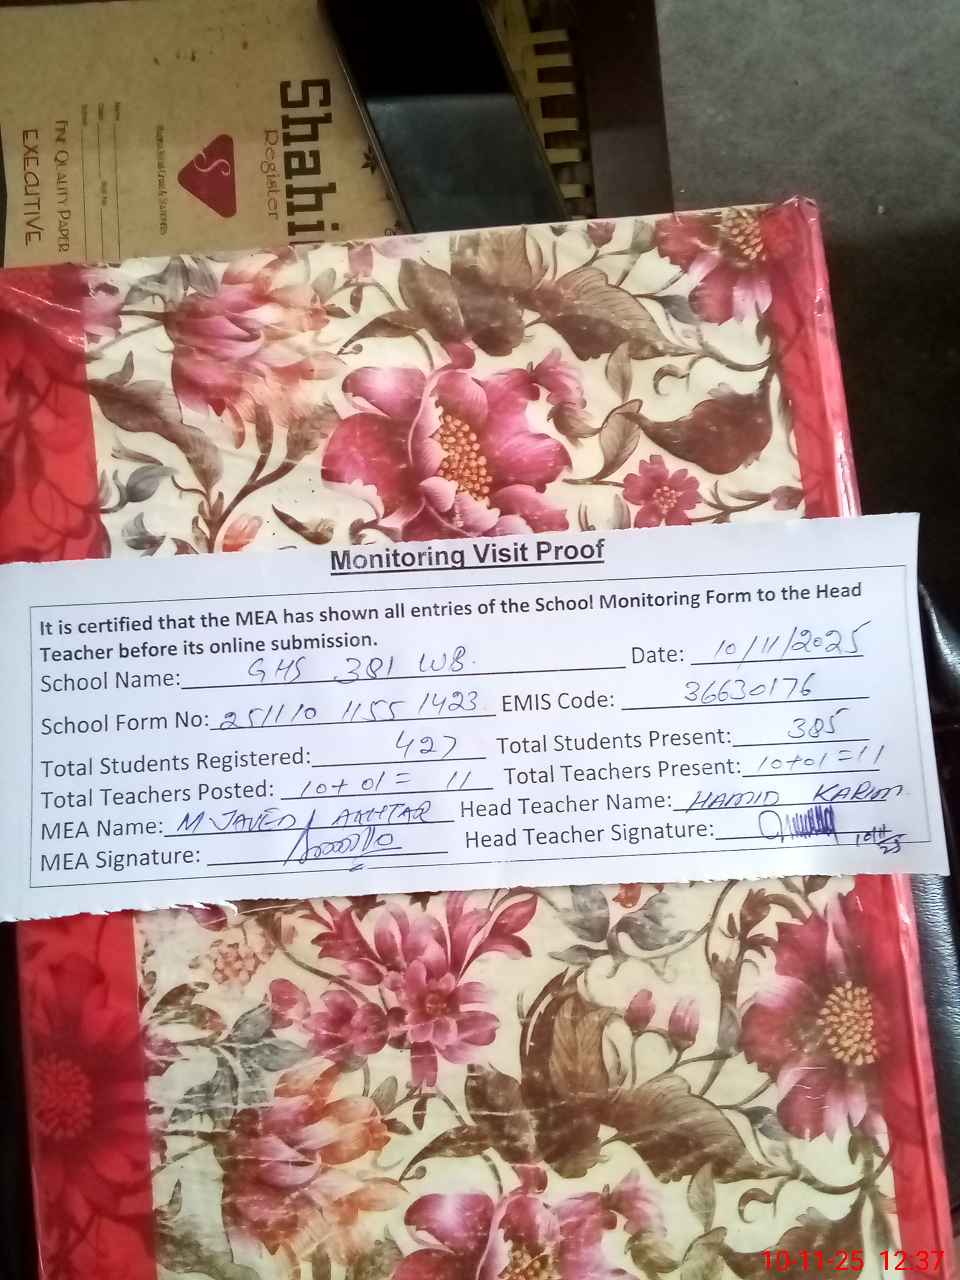 Shahi
Register
FINE QUALITY PAPER
EXECUTIVE
Monitoring Visit Proof
It is certified that the MEA has shown all entries of the School Monitoring Form to the Head
Teacher before its online submission.
School Name: GHS 381 WB. Date: 10/11/2025
School Form No: 251110 1155 1423 EMIS Code: 36630176
Total Students Registered: 427 Total Students Present: 385
Total Teachers Posted: 10+01= 11 Total Teachers Present: 10+01=11
MEA Name: M JAVED AKHTAR Head Teacher Name: HAMID KARIM
MEA Signature: Head Teacher Signature:
10-11-25 12:37